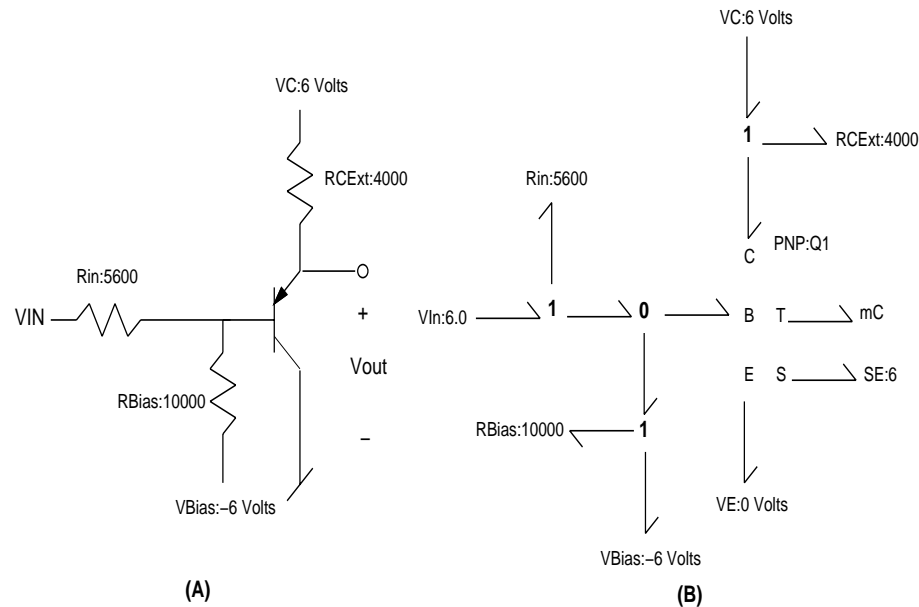 VC:6 Volts
RCExt:4000
Rin:5600
VIN
+
Vout
RBias:10000
−
VBias:−6 Volts
(A)
VC:6 Volts
1
RCExt:4000
Rin:5600
C PNP:Q1
VIn:6.0 1 0 B T mC
E S SE:6
RBias:10000 1
VE:0 Volts
VBias:−6 Volts
(B)